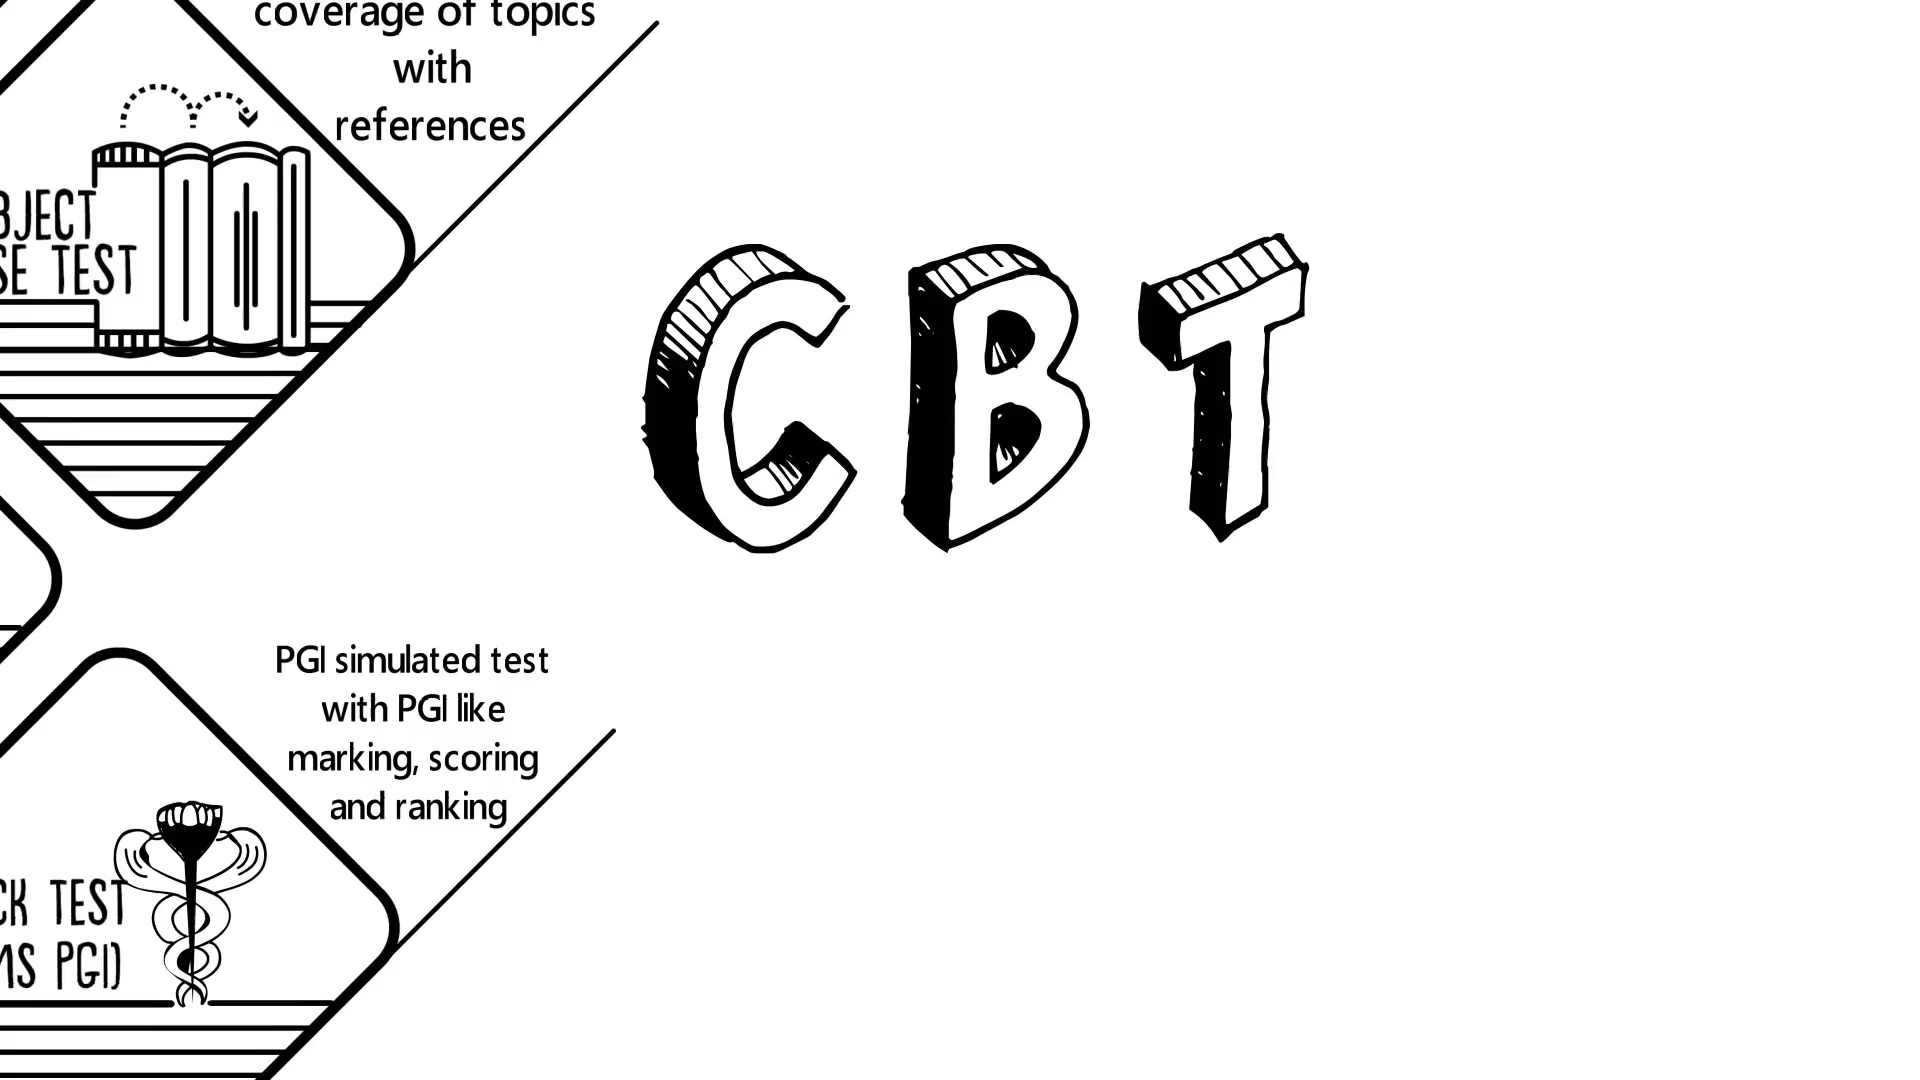 coverage of topics
with
references
BJECT
SE TEST
CBT
PGI simulated test
with PGI like
marking, scoring
and ranking
CK TEST
MS PGI)